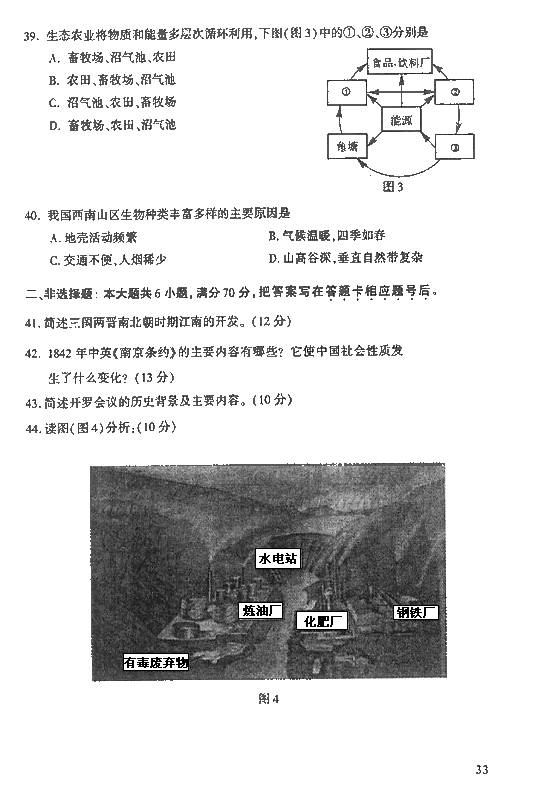 39. 生态农业将物质和能量多层次循环利用,下图(图3)中的①、②、③分别是
A. 畜牧场、沼气池、农田
B. 农田、畜牧场、沼气池
C. 沼气池、农田、畜牧场
D. 畜牧场、农田、沼气池
食品、饮料厂
① ②
能源
鱼塘 ③
图3
40. 我国西南山区生物种类丰富多样的主要原因是
A.地壳活动频繁 B.气候温暖,四季如春
C.交通不便,人烟稀少 D.山高谷深,垂直自然带复杂
二、非选择题: 本大题共6小题,满分70分,把答案写在答题卡相应题号后。
41.简述三国两晋南北朝时期江南的开发。(12分)
42. 1842年中英《南京条约》的主要内容有哪些? 它使中国社会性质发
生了什么变化? (13分)
43.简述开罗会议的历史背景及主要内容。(10分)
44.读图(图4)分析:(10分)
水电站
炼油厂
化肥厂
钢铁厂
有毒废弃物
图4
33